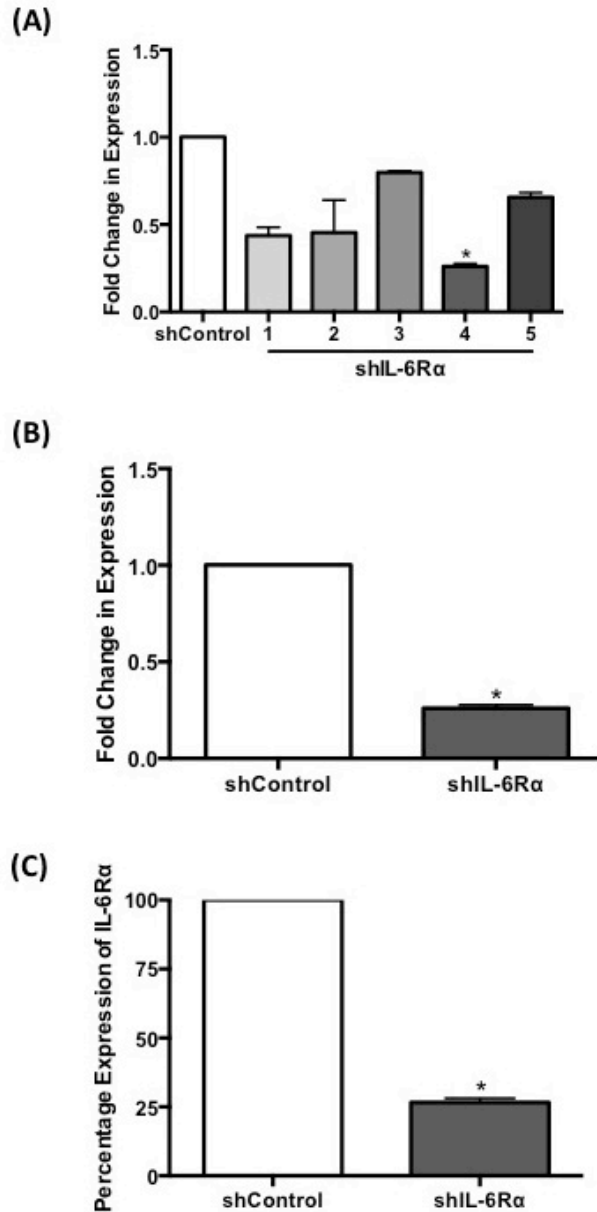 (A)
Fold Change in Expression
1.5
1.0
0.5
0.0
shControl 1 2 3 4 5
*
shIL-6Rα
(B)
Fold Change in Expression
1.5
1.0
0.5
0.0
*
shControl shIL-6Rα
(C)
Percentage Expression of IL-6Rα
100
75
50
25
0
*
shControl shIL-6Rα